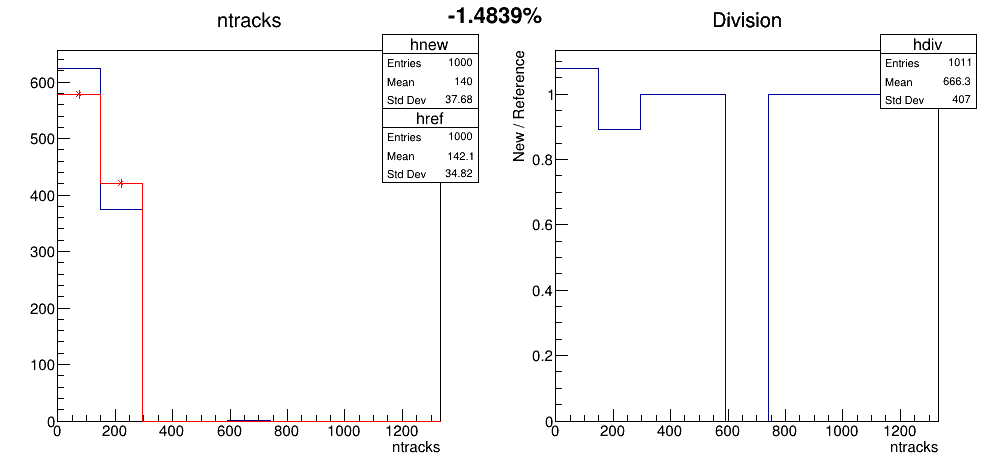 -1.4839%
ntracks
hnew
Entries 1000
Mean 140
Std Dev 37.68
href
Entries 1000
Mean 142.1
Std Dev 34.82
600
500
400
300
200
100
0
0 200 400 600 800 1000 1200
ntracks
Division
hdiv
Entries 1011
Mean 666.3
Std Dev 407
New / Reference
1
0.8
0.6
0.4
0.2
0
0 200 400 600 800 1000 1200
ntracks